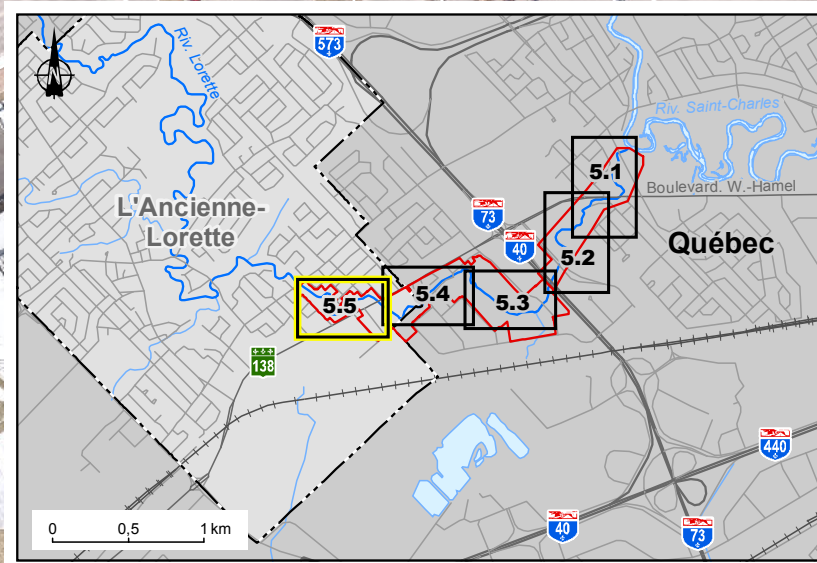 573
Riv. Lorette
Riv. Saint-Charles
5.1
Boulevard. W.-Hamel
L'Ancienne-
Lorette
73
40
Québec
5.2
5.5
5.4
5.3
138
440
0 0,5 1 km
40
73